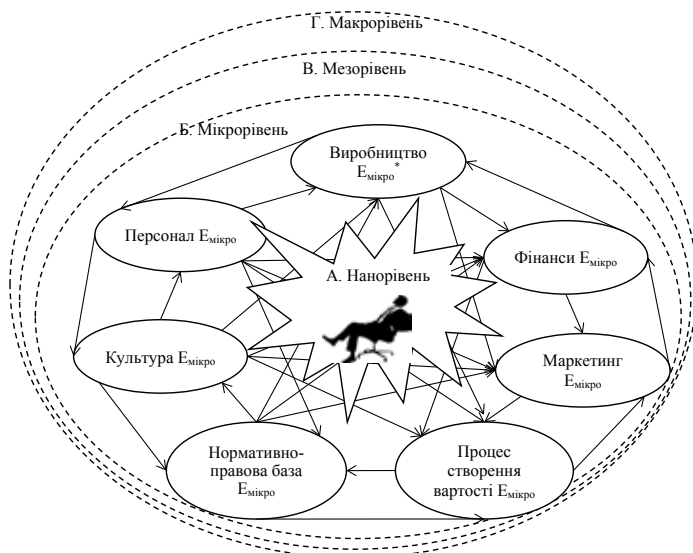 Г. Макрорівень
В. Мезорівень
Б. Мікрорівень
Виробництво
Емікро*
Персонал Емікро
Фінанси Емікро
А. Нанорівень
Культура Емікро
Маркетинг
Емікро
Нормативно-
правова база
Емікро
Процес
створення
вартості Емікро